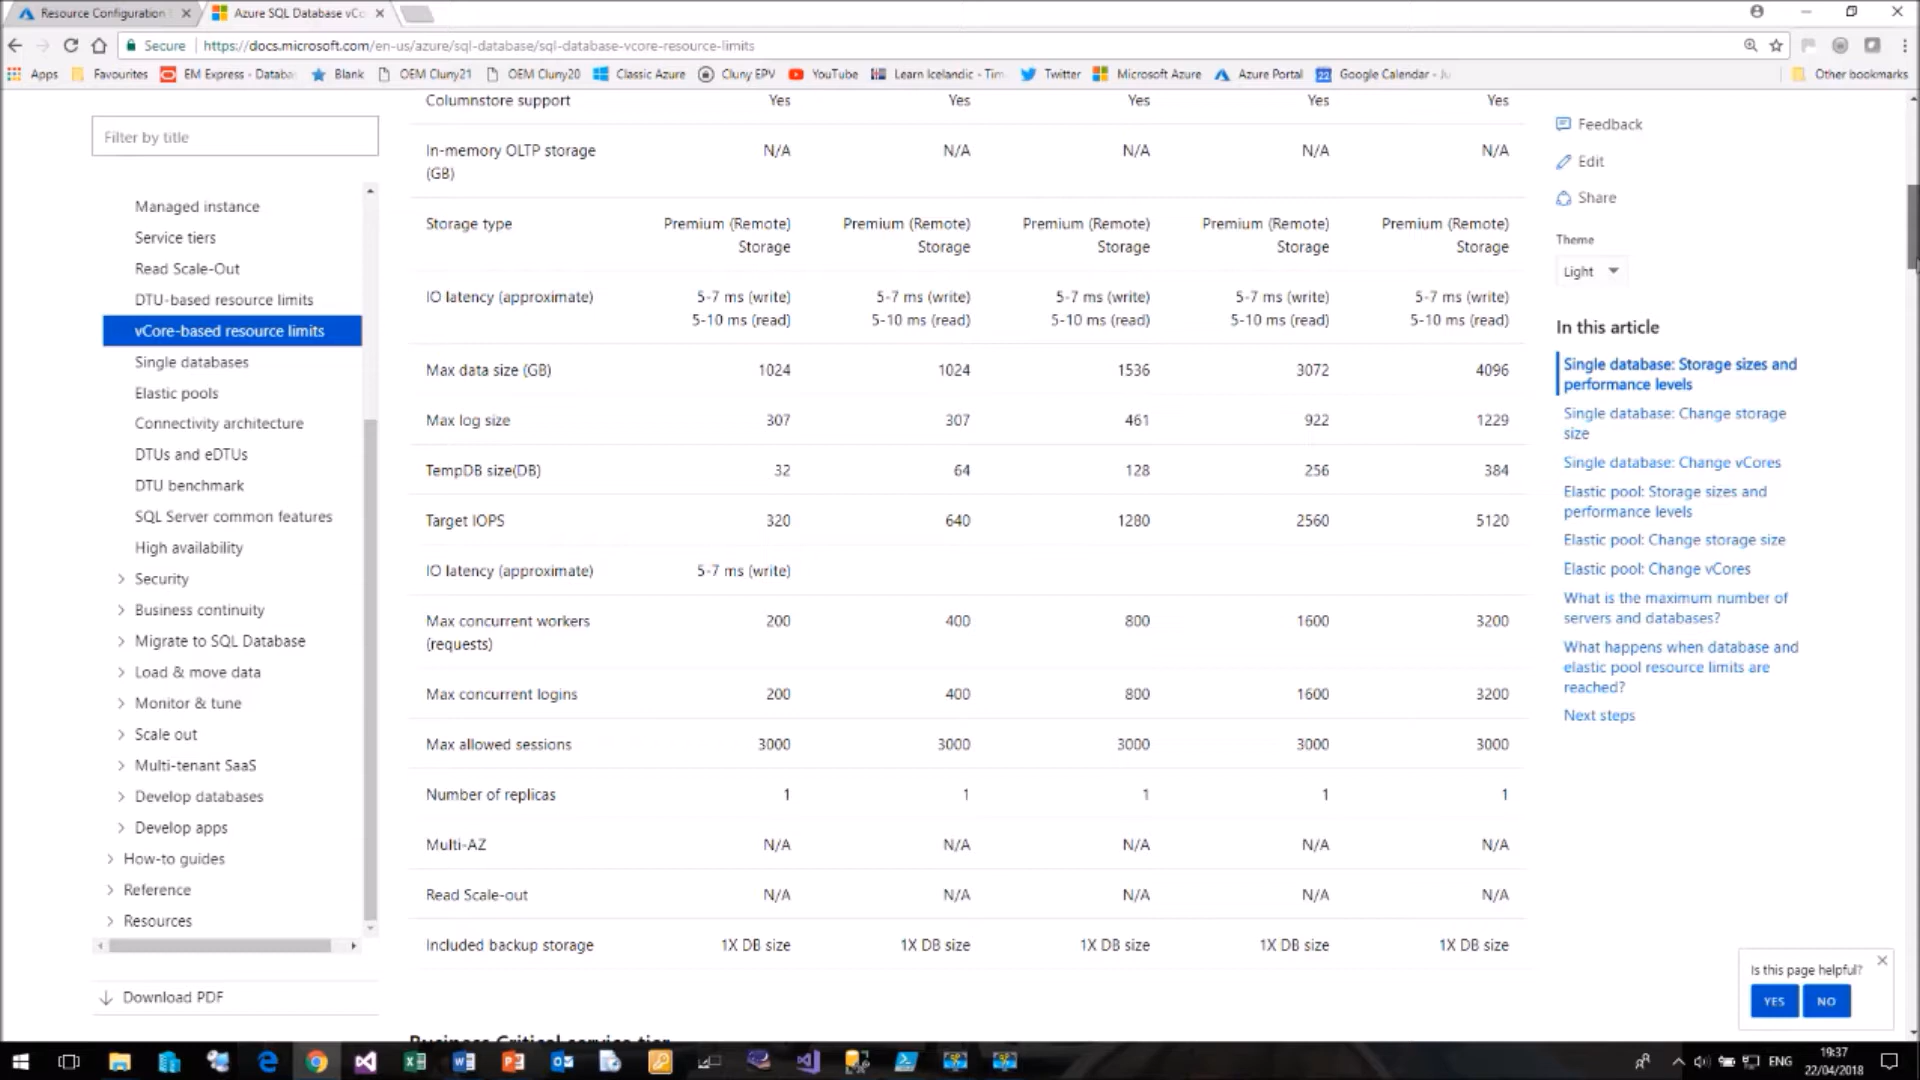 Resource Configuration
Azure SQL Database vCo
Secure https://docs.microsoft.com/en-us/azure/sql-database/sql-database-vcore-resource-limits
Apps Favourites EM Express - Databa Blank OEM Cluny21 OEM Cluny20 Classic Azure Cluny EPV YouTube Learn Icelandic - Tim Twitter Microsoft Azure Azure Portal 22 Google Calendar - Ju Other bookmarks
Filter by title
Managed instance
Service tiers
Read Scale-Out
DTU-based resource limits
vCore-based resource limits
Single databases
Elastic pools
Connectivity architecture
DTUs and eDTUs
DTU benchmark
SQL Server common features
High availability
Security
Business continuity
Migrate to SQL Database
Load & move data
Monitor & tune
Scale out
Multi-tenant SaaS
Develop databases
Develop apps
How-to guides
Reference
Resources
Download PDF
Columnstore support Yes Yes Yes Yes Yes
In-memory OLTP storage N/A N/A N/A N/A N/A
(GB)
Storage type Premium (Remote) Premium (Remote) Premium (Remote) Premium (Remote) Premium (Remote)
Storage Storage Storage Storage Storage
IO latency (approximate) 5-7 ms (write) 5-7 ms (write) 5-7 ms (write) 5-7 ms (write) 5-7 ms (write)
5-10 ms (read) 5-10 ms (read) 5-10 ms (read) 5-10 ms (read) 5-10 ms (read)
Max data size (GB) 1024 1024 1536 3072 4096
Max log size 307 307 461 922 1229
TempDB size(DB) 32 64 128 256 384
Target IOPS 320 640 1280 2560 5120
IO latency (approximate) 5-7 ms (write)
Max concurrent workers 200 400 800 1600 3200
(requests)
Max concurrent logins 200 400 800 1600 3200
Max allowed sessions 3000 3000 3000 3000 3000
Number of replicas 1 1 1 1 1
Multi-AZ N/A N/A N/A N/A N/A
Read Scale-out N/A N/A N/A N/A N/A
Included backup storage 1X DB size 1X DB size 1X DB size 1X DB size 1X DB size
Business Critical service tier
Feedback
Edit
Share
Theme
Light
In this article
Single database: Storage sizes and
performance levels
Single database: Change storage
size
Single database: Change vCores
Elastic pool: Storage sizes and
performance levels
Elastic pool: Change storage size
Elastic pool: Change vCores
What is the maximum number of
servers and databases?
What happens when database and
elastic pool resource limits are
reached?
Next steps
Is this page helpful?
YES NO
ENG
19:37
22/04/2018